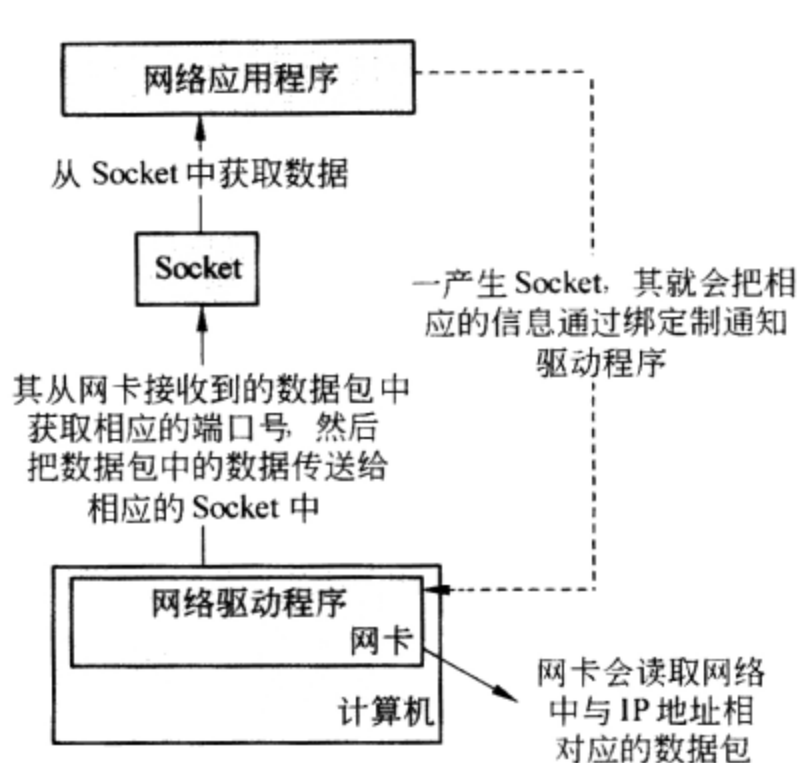 网络应用程序
从 Socket 中获取数据
Socket
一产生 Socket，其就会把相
应的信息通过绑定制通知
驱动程序
其从网卡接收到的数据包中
获取相应的端口号，然后
把数据包中的数据传送给
相应的 Socket 中
网络驱动程序
网卡
计算机
网卡会读取网络
中与 IP 地址相
对应的数据包